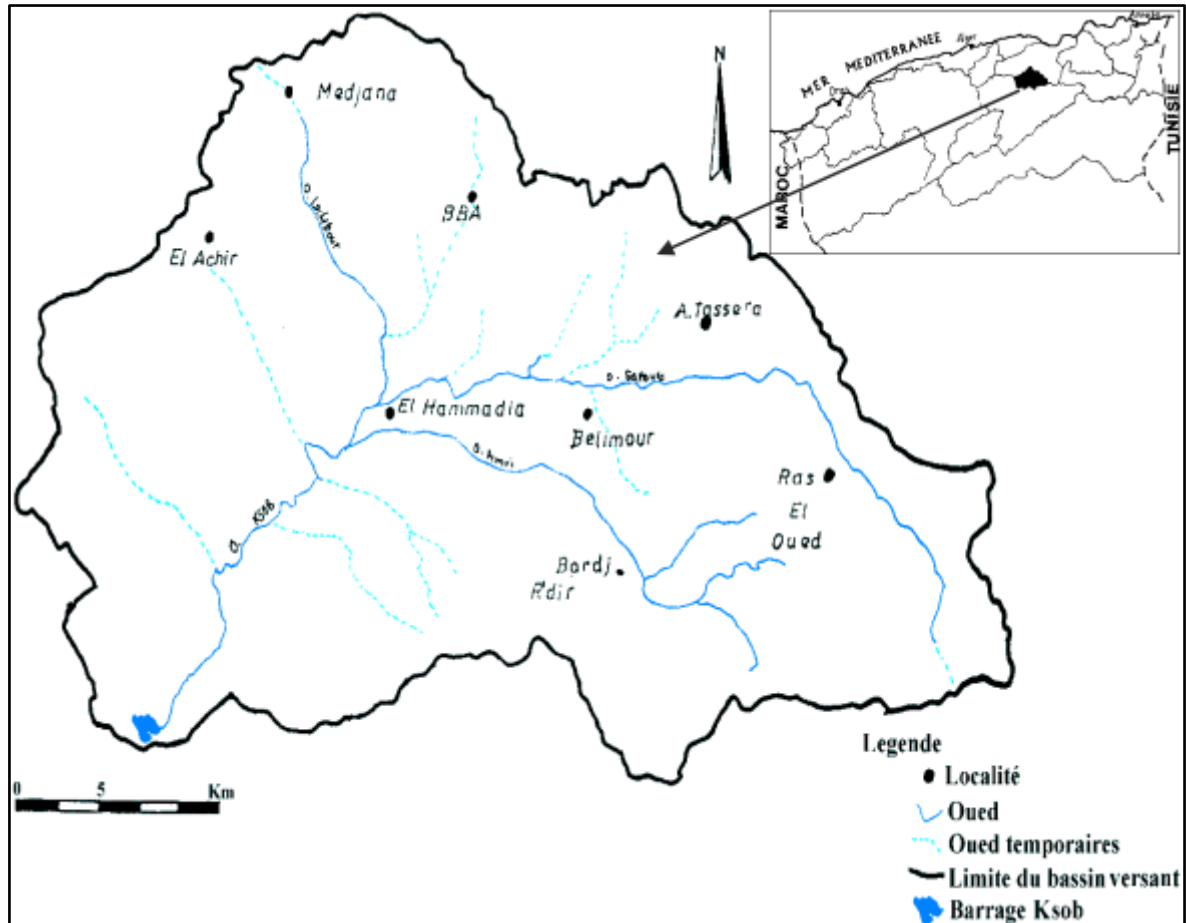 N
MER MEDITERRANEE
Alger
MAROC
TUNISIE
Medjana
BBA
El Achir
A. Tassera
El Hammadia
Belimour
O. KSOB
Ras
El
Oued
Bordj
R'dir
0 5 Km
Legende
Localité
Oued
Oued temporaires
Limite du bassin versant
Barrage Ksob